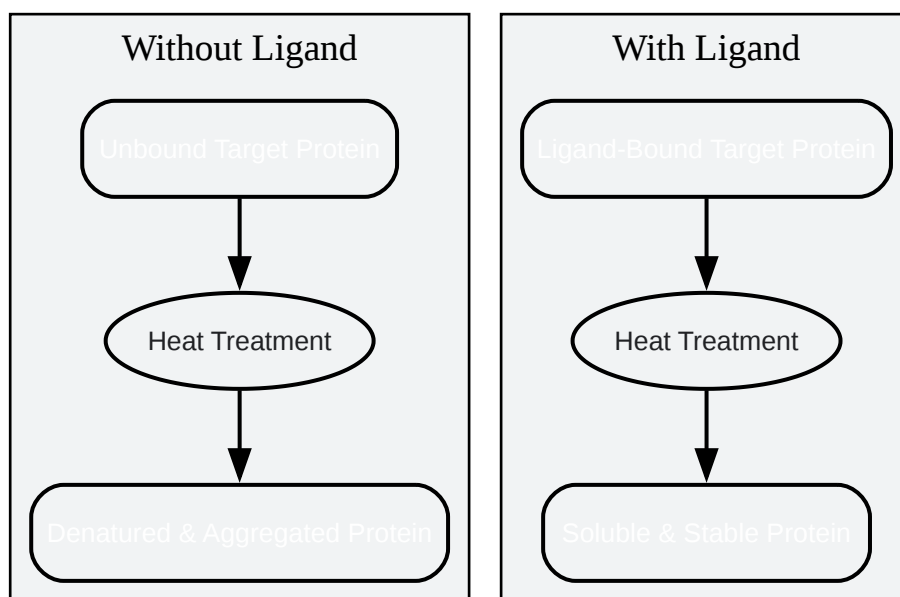 Without Ligand
Unbound Target Protein
Heat Treatment
Denatured & Aggregated Protein
With Ligand
Ligand-Bound Target Protein
Heat Treatment
Soluble & Stable Protein